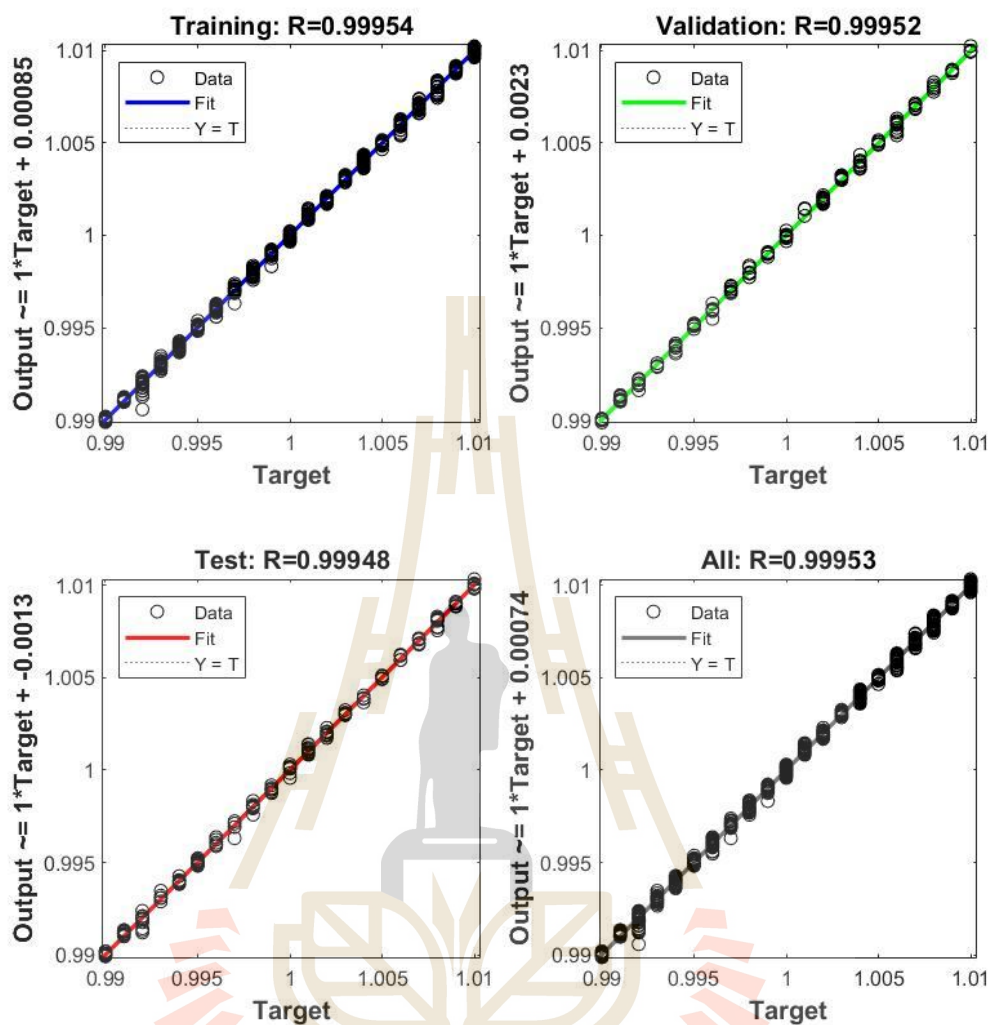 Training: R=0.99954
Output ~= 1*Target + 0.00085
1.01
1.005
1
0.995
0.99
Data
Fit
Y = T
0.99 0.995 1 1.005 1.01
Target
Validation: R=0.99952
Output ~= 1*Target + 0.0023
1.01
1.005
1
0.995
0.99
Data
Fit
Y = T
0.99 0.995 1 1.005 1.01
Target
Test: R=0.99948
Output ~= 1*Target + -0.0013
1.01
1.005
1
0.995
0.99
Data
Fit
Y = T
0.99 0.995 1 1.005 1.01
Target
All: R=0.99953
Output ~= 1*Target + 0.00074
1.01
1.005
1
0.995
0.99
Data
Fit
Y = T
0.99 0.995 1 1.005 1.01
Target